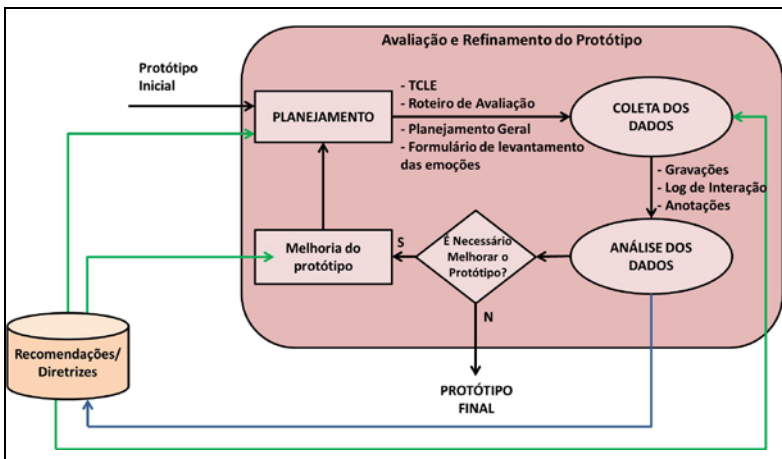 Avaliação e Refinamento do Protótipo
Protótipo
Inicial
PLANEJAMENTO
- TCLE
- Roteiro de Avaliação
- Planejamento Geral
- Formulário de levantamento
das emoções
COLETA DOS
DADOS
- Gravações
- Log de Interação
- Anotações
ANÁLISE DOS
DADOS
É Necessário
Melhorar o
Protótipo?
S
Melhoria do
protótipo
N
PROTÓTIPO
FINAL
Recomendações/
Diretrizes